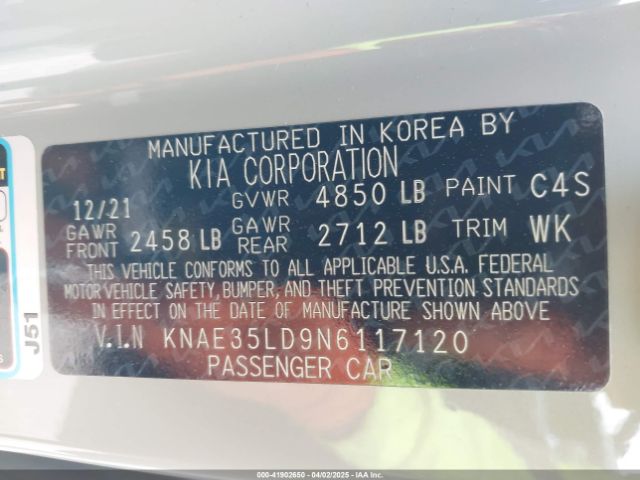 MANUFACTURED IN KOREA BY
KIA CORPORATION
12/21 GVWR 4850 LB PAINT C4S
GAWR FRONT 2458 LB GAWR REAR 2712 LB TRIM WK
THIS VEHICLE CONFORMS TO ALL APPLICABLE U.S.A. FEDERAL
MOTOR VEHICLE SAFETY, BUMPER, AND THEFT PREVENTION STANDARDS
IN EFFECT ON THE DATE OF MANUFACTURE SHOWN ABOVE
V.I.N KNAE35LD9N6117120
PASSENGER CAR
J51
000-41902650 - 04/02/2025 - IAAI.COM